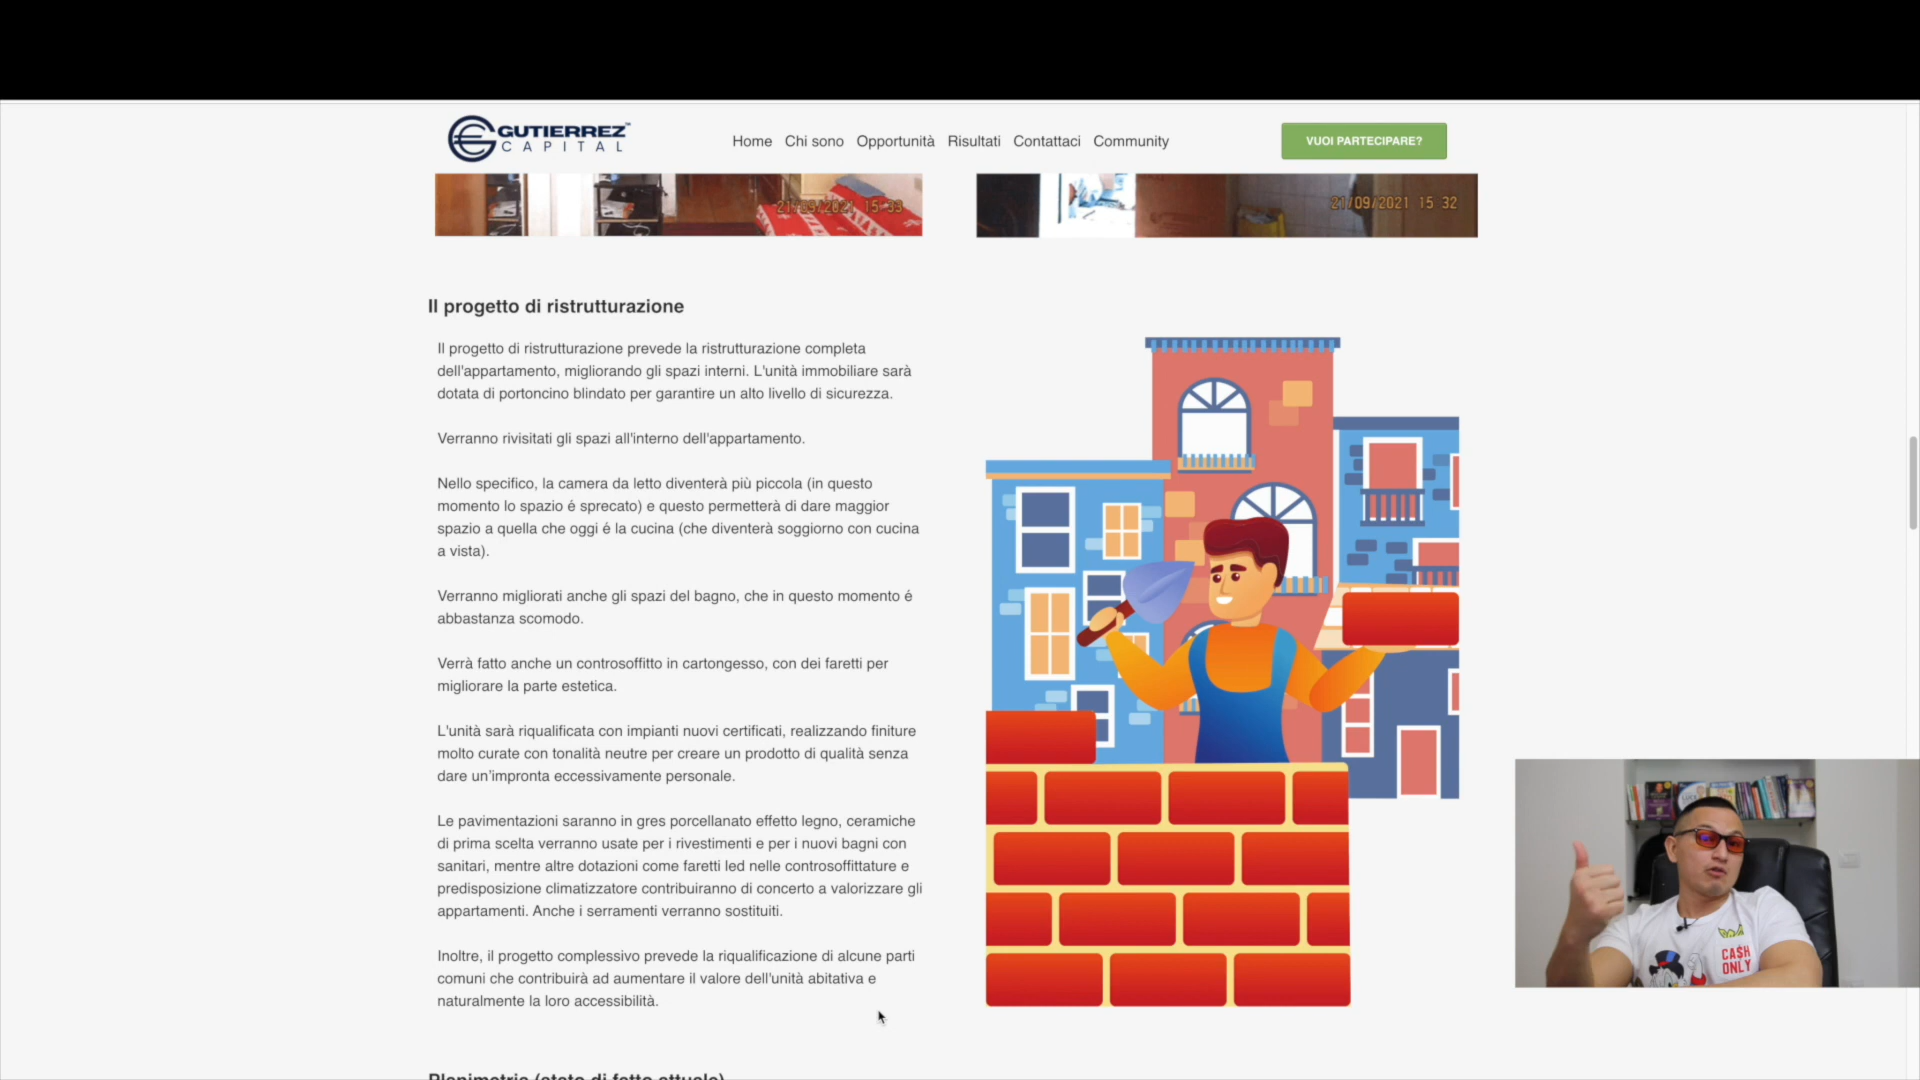 GUTIERREZ™
CAPITAL
Home Chi sono Opportunità Risultati Contattaci Community
VUOI PARTECIPARE?
21/09/2021 15 33
21/09/2021 15 32
Il progetto di ristrutturazione
Il progetto di ristrutturazione prevede la ristrutturazione completa
dell'appartamento, migliorando gli spazi interni. L'unità immobiliare sarà
dotata di portoncino blindato per garantire un alto livello di sicurezza.
Verranno rivisitati gli spazi all'interno dell'appartamento.
Nello specifico, la camera da letto diventerà più piccola (in questo
momento lo spazio é sprecato) e questo permetterà di dare maggior
spazio a quella che oggi é la cucina (che diventerà soggiorno con cucina
a vista).
Verranno migliorati anche gli spazi del bagno, che in questo momento é
abbastanza scomodo.
Verrà fatto anche un controsoffitto in cartongesso, con dei faretti per
migliorare la parte estetica.
L'unità sarà riqualificata con impianti nuovi certificati, realizzando finiture
molto curate con tonalità neutre per creare un prodotto di qualità senza
dare un'impronta eccessivamente personale.
Le pavimentazioni saranno in gres porcellanato effetto legno, ceramiche
di prima scelta verranno usate per i rivestimenti e per i nuovi bagni con
sanitari, mentre altre dotazioni come faretti led nelle controsoffittature e
predisposizione climatizzatore contribuiranno di concerto a valorizzare gli
appartamenti. Anche i serramenti verranno sostituiti.
Inoltre, il progetto complessivo prevede la riqualificazione di alcune parti
comuni che contribuirà ad aumentare il valore dell'unità abitativa e
naturalmente la loro accessibilità.
Planimetria (stato di fatto attuale)
CA$H
ONLY